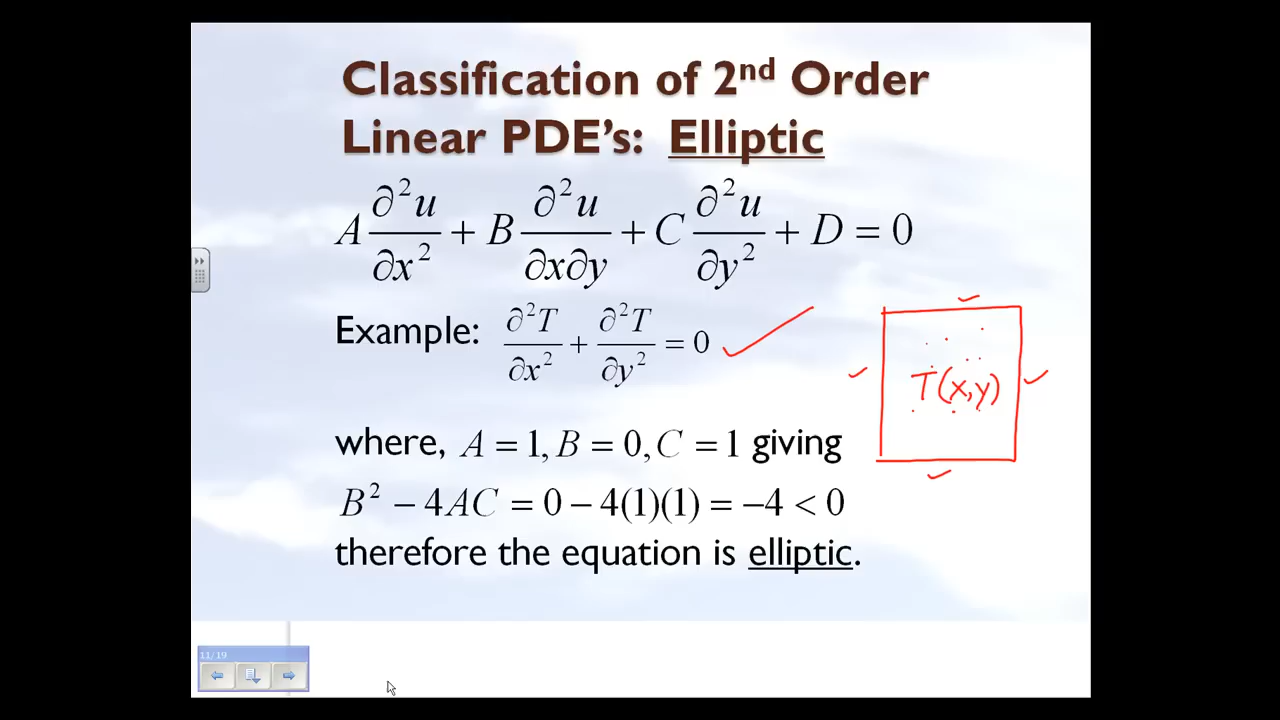 Classification of 2nd Order
Linear PDE's: Elliptic
A ∂²u/∂x² + B ∂²u/∂x∂y + C ∂²u/∂y² + D = 0
Example: ∂²T/∂x² + ∂²T/∂y² = 0
T(x,y)
where, A = 1, B = 0, C = 1 giving
B² − 4AC = 0 − 4(1)(1) = −4 < 0
therefore the equation is elliptic.
11/19